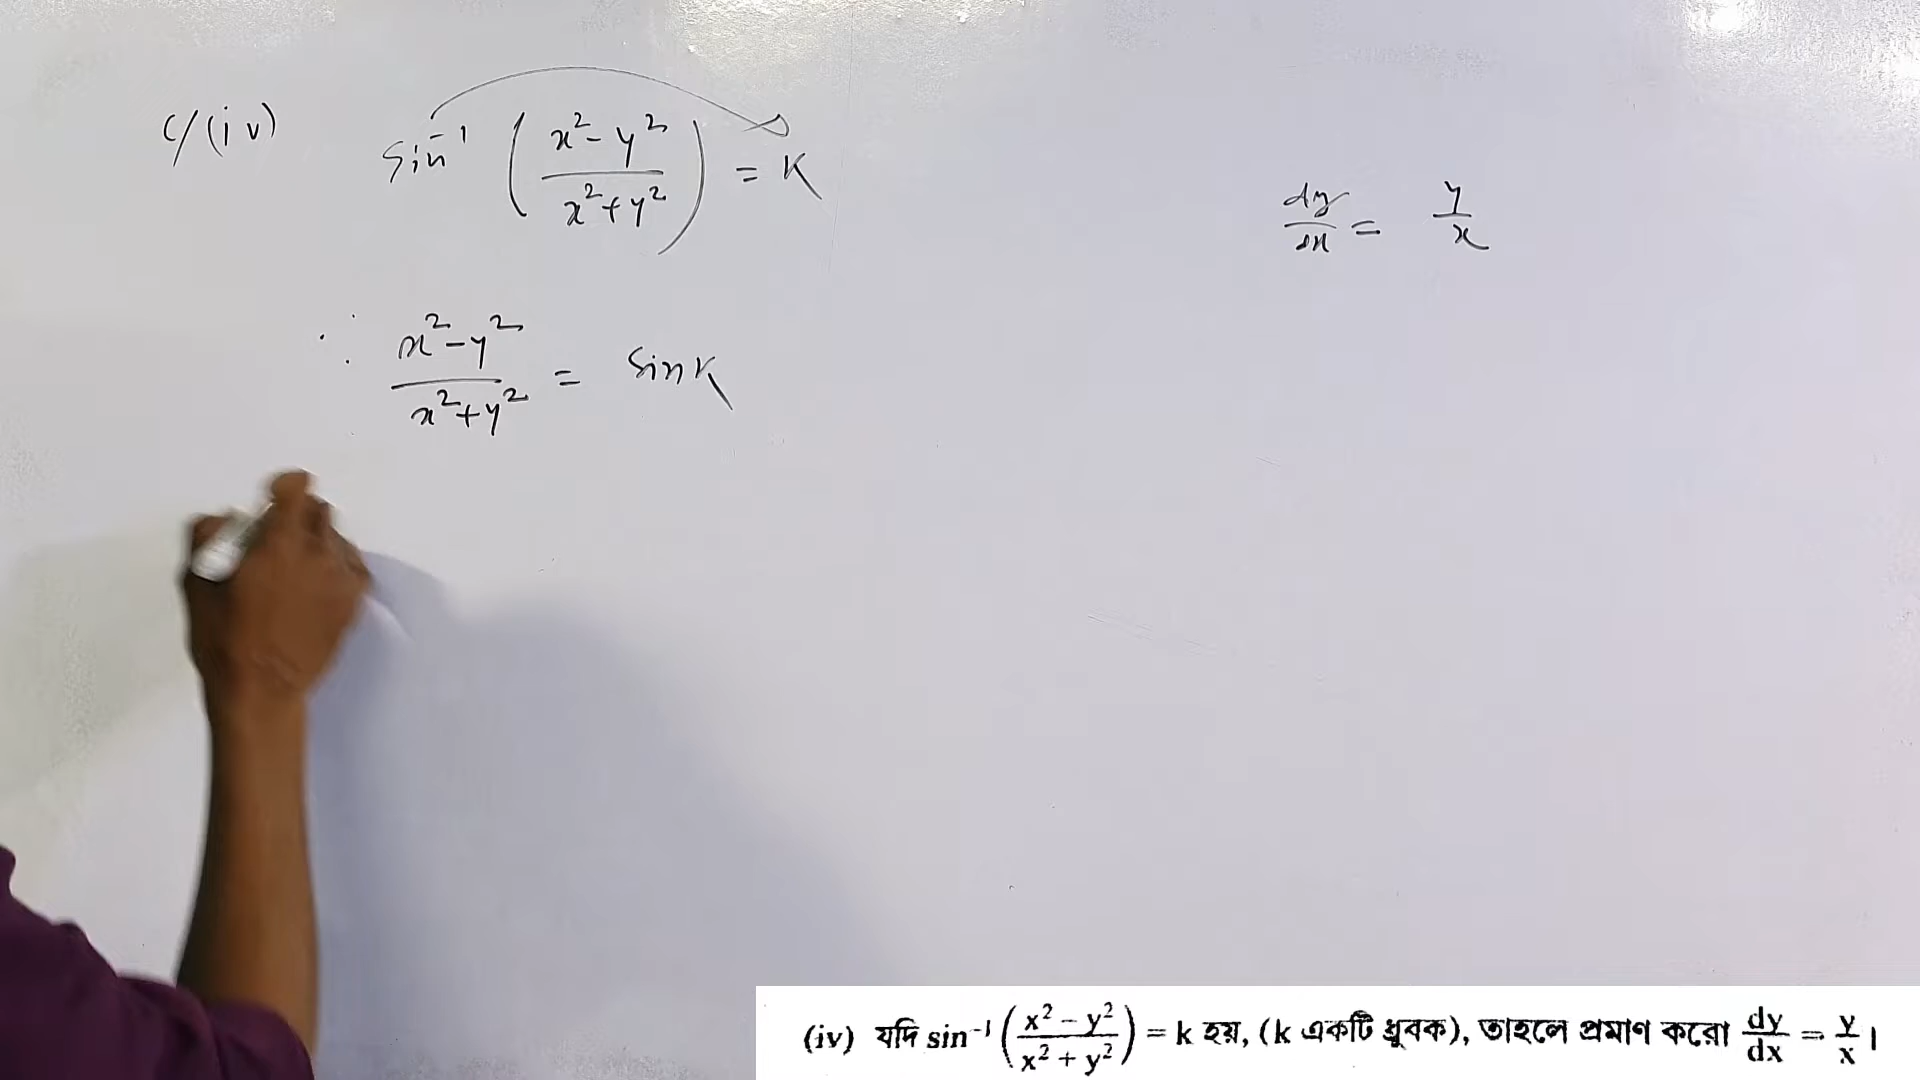 c/(iv) sin⁻¹ (x² - y² / x² + y²) = K
dy/dx = y/x
∴ x² - y² / x² + y² = sin K
(iv) যদি sin⁻¹ (x² - y² / x² + y²) = k হয়, (k একটি ধ্রুবক), তাহলে প্রমাণ করো dy/dx = y/x ।